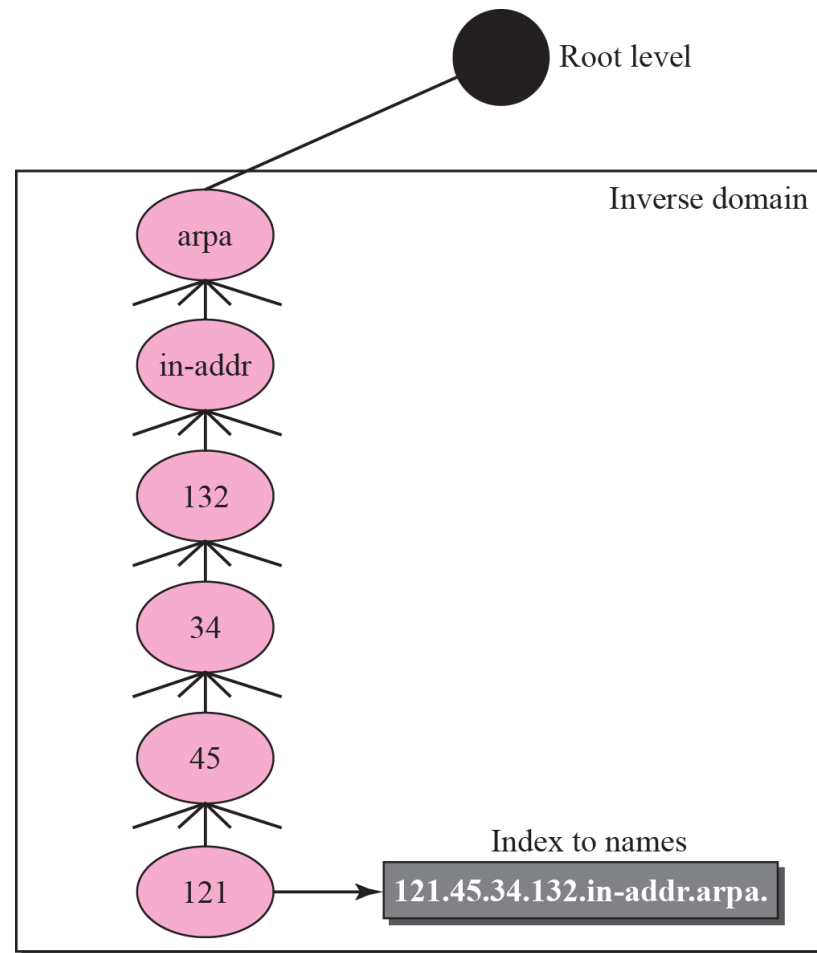 Root level
Inverse domain
arpa
in-addr
132
34
45
Index to names
121
121.45.34.132.in-addr.arpa.